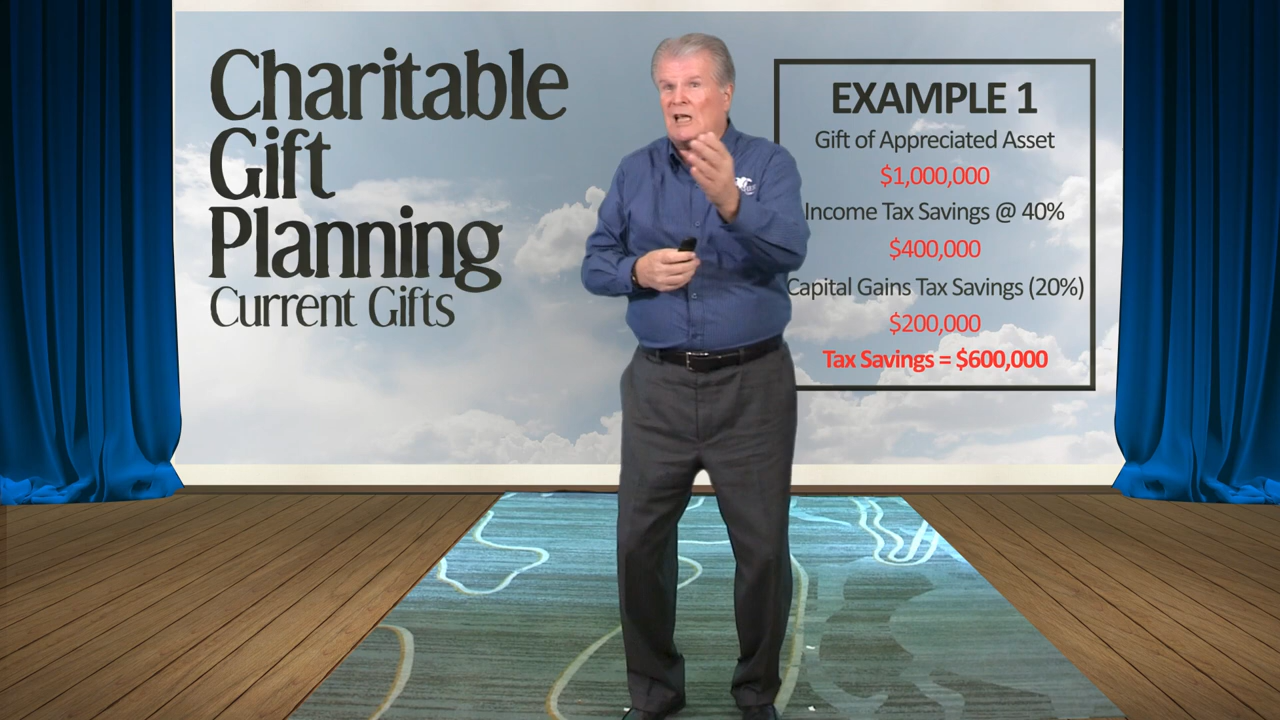 Charitable
Gift
Planning
Current Gifts
EXAMPLE 1
Gift of Appreciated Asset
$1,000,000
Income Tax Savings @ 40%
$400,000
Capital Gains Tax Savings (20%)
$200,000
Tax Savings = $600,000